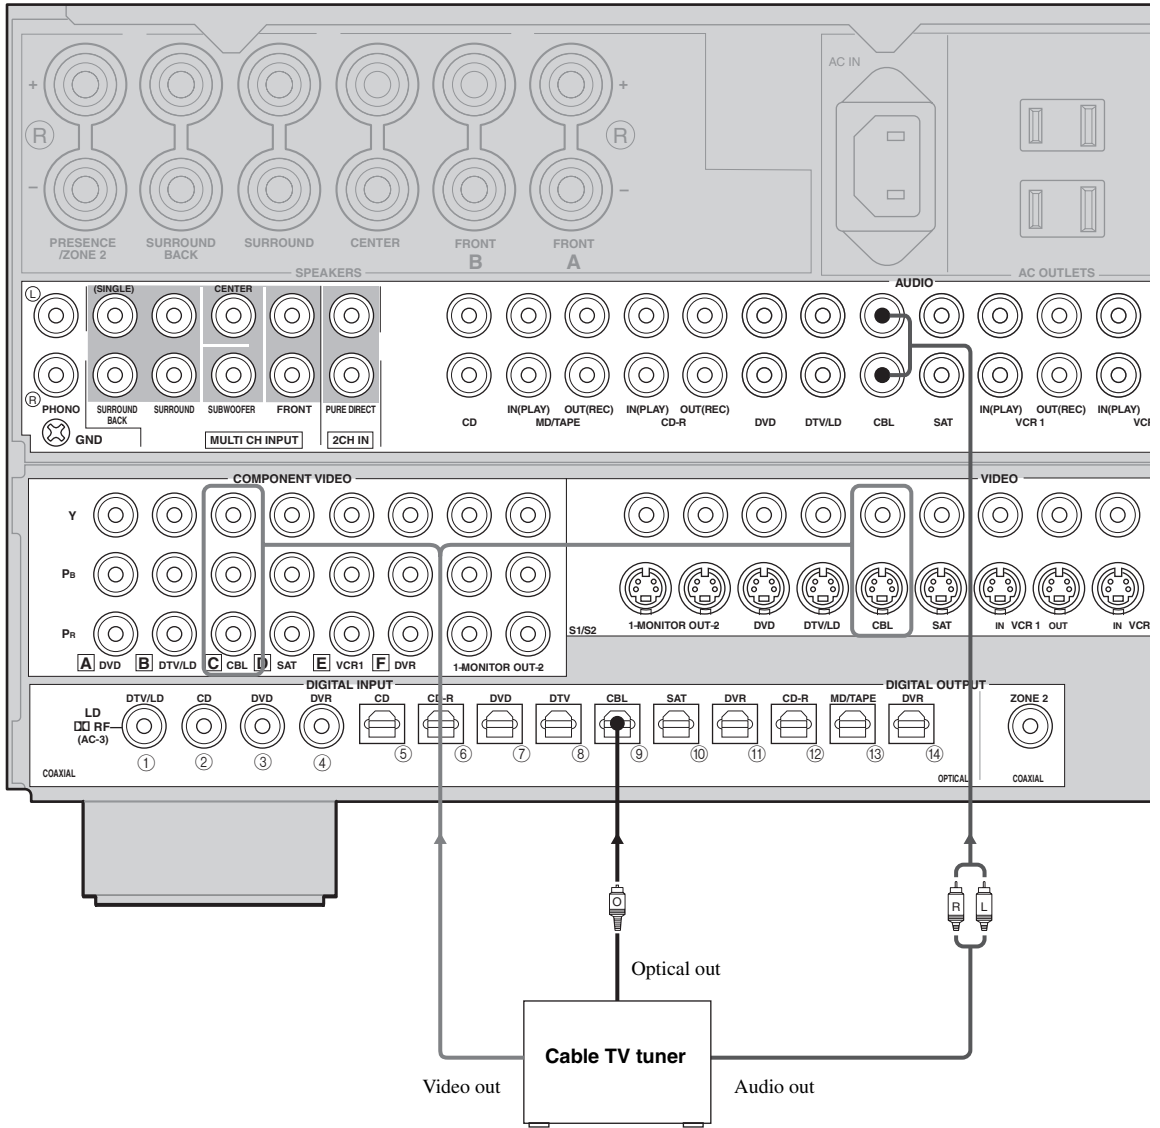 AC IN
+ +
R R
– –
PRESENCE /ZONE 2
SURROUND BACK
SURROUND
CENTER
FRONT B
FRONT A
SPEAKERS
AC OUTLETS
AUDIO
L
(SINGLE)
CENTER
R
PHONO
SURROUND BACK
SURROUND
SUBWOOFER
FRONT
PURE DIRECT
GND
MULTI CH INPUT
2CH IN
CD
IN(PLAY) OUT(REC)
MD/TAPE
IN(PLAY) OUT(REC)
CD-R
DVD
DTV/LD
CBL
SAT
IN(PLAY) OUT(REC)
VCR 1
IN(PLAY)
VCR
COMPONENT VIDEO
VIDEO
Y
PB
PR
A DVD
B DTV/LD
C CBL
D SAT
E VCR1
F DVR
1-MONITOR OUT-2
S1/S2
1-MONITOR OUT-2
DVD
DTV/LD
CBL
SAT
IN VCR 1 OUT
IN VCR
DIGITAL INPUT
DIGITAL OUTPUT
DTV/LD CD DVD DVR CD CD-R DVD DTV CBL SAT DVR CD-R MD/TAPE DVR ZONE 2
LD
RF
(AC-3)
① ② ③ ④ ⑤ ⑥ ⑦ ⑧ ⑨ ⑩ ⑪ ⑫ ⑬ ⑭
COAXIAL
OPTICAL
COAXIAL
O
R L
Optical out
Cable TV tuner
Video out
Audio out